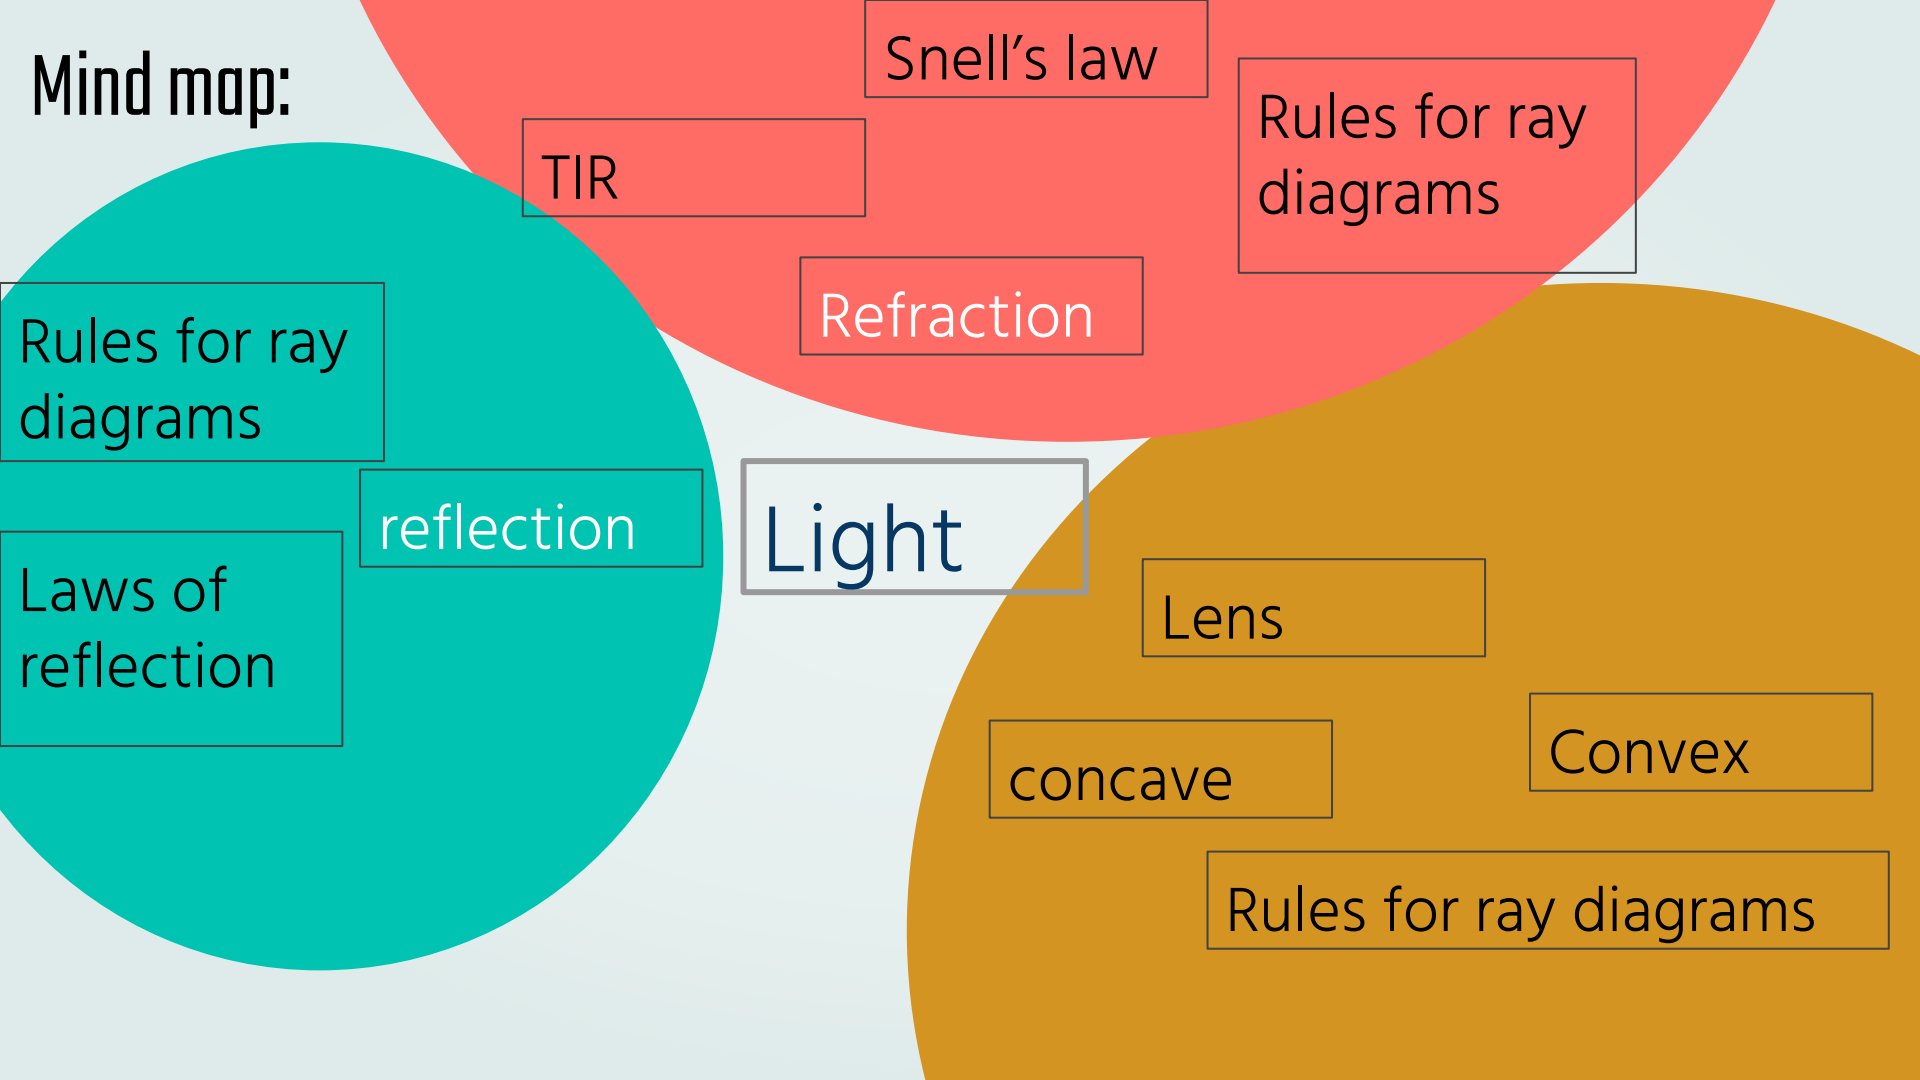 Mind map:
Snell’s law
Rules for ray
diagrams
TIR
Refraction
Rules for ray
diagrams
reflection
Laws of
reflection
Light
Lens
Convex
concave
Rules for ray diagrams